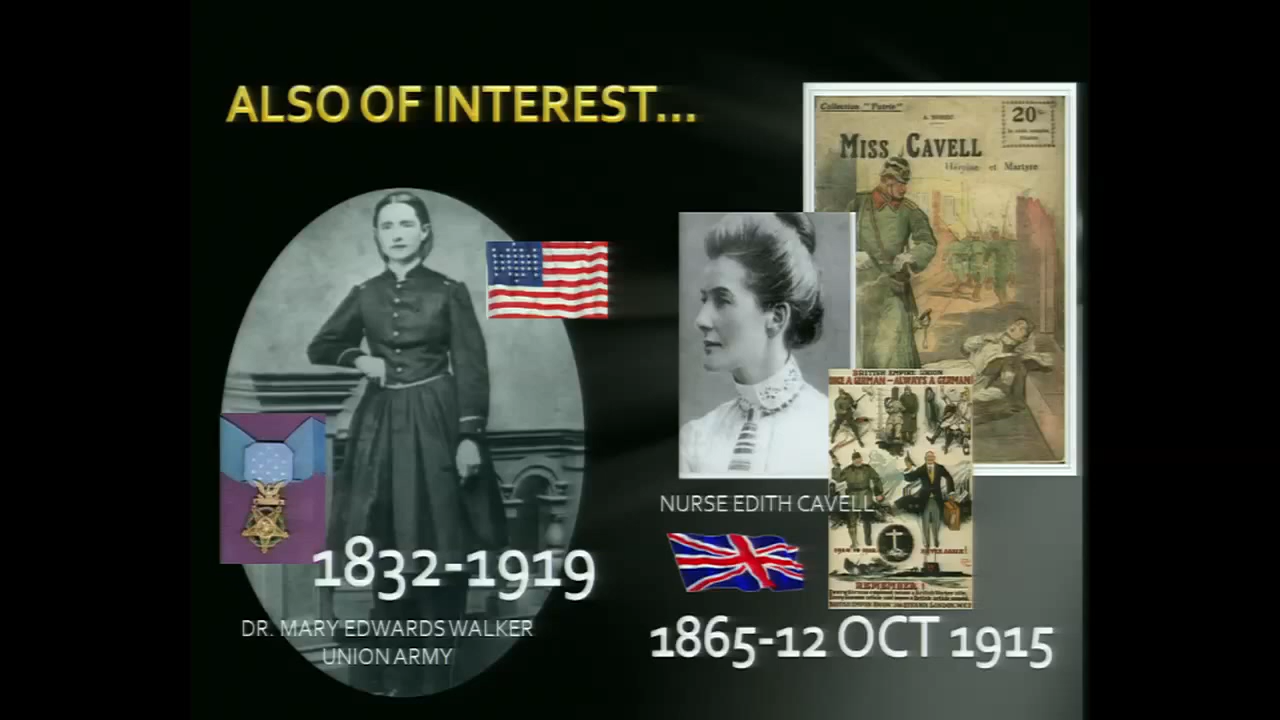 ALSO OF INTEREST...
Collection "Patrie"
20
MISS CAVELL
Héroïne et Martyre
BRITISH EMPIRE UNION
ONCE A GERMAN-ALWAYS A GERMAN!
REMEMBER!
NURSE EDITH CAVELL
1832-1919
DR. MARY EDWARDS WALKER
UNION ARMY
1865-12 OCT 1915